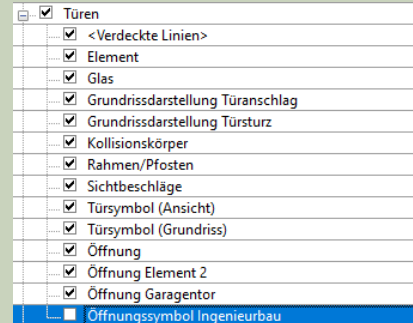 Türen
<Verdeckte Linien>
Element
Glas
Grundrissdarstellung Türanschlag
Grundrissdarstellung Türsturz
Kollisionskörper
Rahmen/Pfosten
Sichtbeschläge
Türsymbol (Ansicht)
Türsymbol (Grundriss)
Öffnung
Öffnung Element 2
Öffnung Garagentor
Öffnungssymbol Ingenieurbau